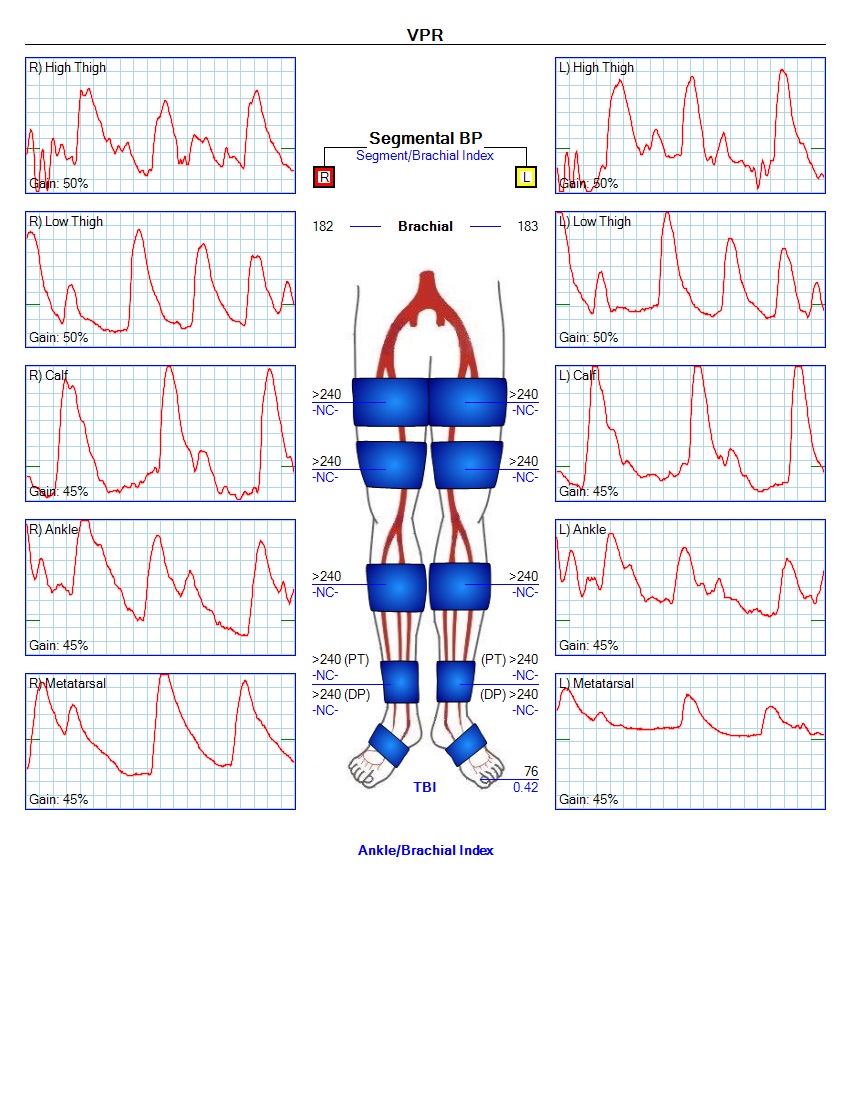 VPR
R) High Thigh
Gain: 50%
L) High Thigh
Gain: 50%
Segmental BP
Segment/Brachial Index
R
L
182
Brachial
183
R) Low Thigh
Gain: 50%
L) Low Thigh
Gain: 50%
R) Calf
Gain: 45%
L) Calf
Gain: 45%
>240
-NC-
>240
-NC-
>240
-NC-
>240
-NC-
R) Ankle
Gain: 45%
L) Ankle
Gain: 45%
>240
-NC-
>240
-NC-
>240 (PT)
-NC-
>240 (DP)
-NC-
(PT) >240
-NC-
(DP) >240
-NC-
R) Metatarsal
Gain: 45%
L) Metatarsal
Gain: 45%
TBI
76
0.42
Ankle/Brachial Index